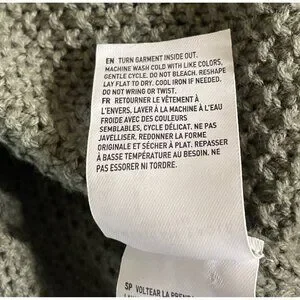 EN TURN GARMENT INSIDE OUT.
MACHINE WASH COLD WITH LIKE COLORS,
GENTLE CYCLE. DO NOT BLEACH. RESHAPE
LAY FLAT TO DRY. COOL IRON IF NEEDED.
DO NOT WRING OR TWIST.
FR RETOURNER LE VÊTEMENT À
L'ENVERS, LAVER À LA MACHINE À L'EAU
FROIDE AVEC DES COULEURS
SEMBLABLES, CYCLE DÉLICAT. NE PAS
JAVELLISER. REDONNER LA FORME
ORIGINALE ET SÉCHER À PLAT. REPASSER
À BASSE TEMPÉRATURE AU BESOIN. NE
PAS ESSORER NI TORDRE.
SP VOLTEAR LA PRENDA